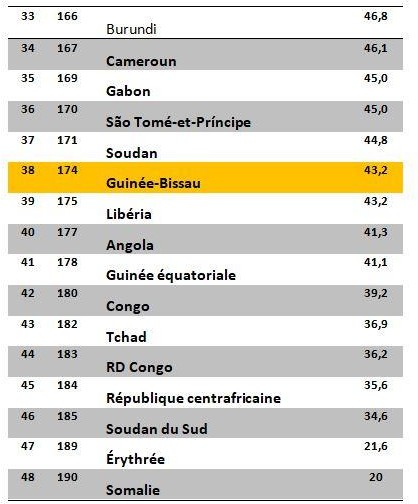 33 166 Burundi 46,8
34 167 Cameroun 46,1
35 169 Gabon 45,0
36 170 São Tomé-et-Príncipe 45,0
37 171 Soudan 44,8
38 174 Guinée-Bissau 43,2
39 175 Libéria 43,2
40 177 Angola 41,3
41 178 Guinée équatoriale 41,1
42 180 Congo 39,2
43 182 Tchad 36,9
44 183 RD Congo 36,2
45 184 République centrafricaine 35,6
46 185 Soudan du Sud 34,6
47 189 Érythrée 21,6
48 190 Somalie 20